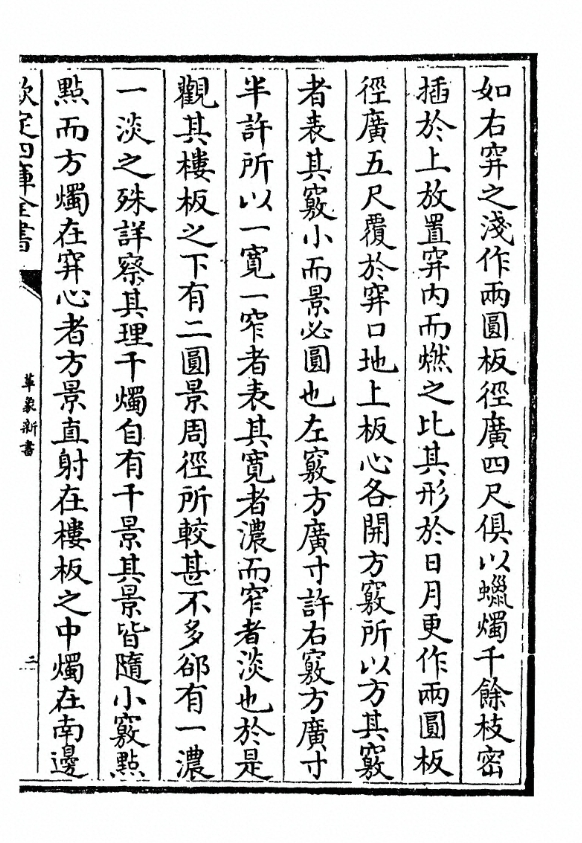 如右穽之淺作兩圓板徑廣四尺俱以蠟燭千餘枝密
插於上放置穽内而燃之比其形於日月更作兩圓板
徑廣五尺覆於穽口地上板心各開方竅所以方其竅
者表其竅小而景必圓也左竅方廣寸許右竅方廣寸
半許所以一寛一窄者表其寛者濃而窄者淡也於是
觀其樓板之下有二圓景周徑所較甚不多郤有一濃
一淡之殊詳察其理千燭自有千景其景皆隨小竅點
點而方燭在穽心者方景直射在樓板之中燭在南邊
欽定四庫全書
革象新書
二